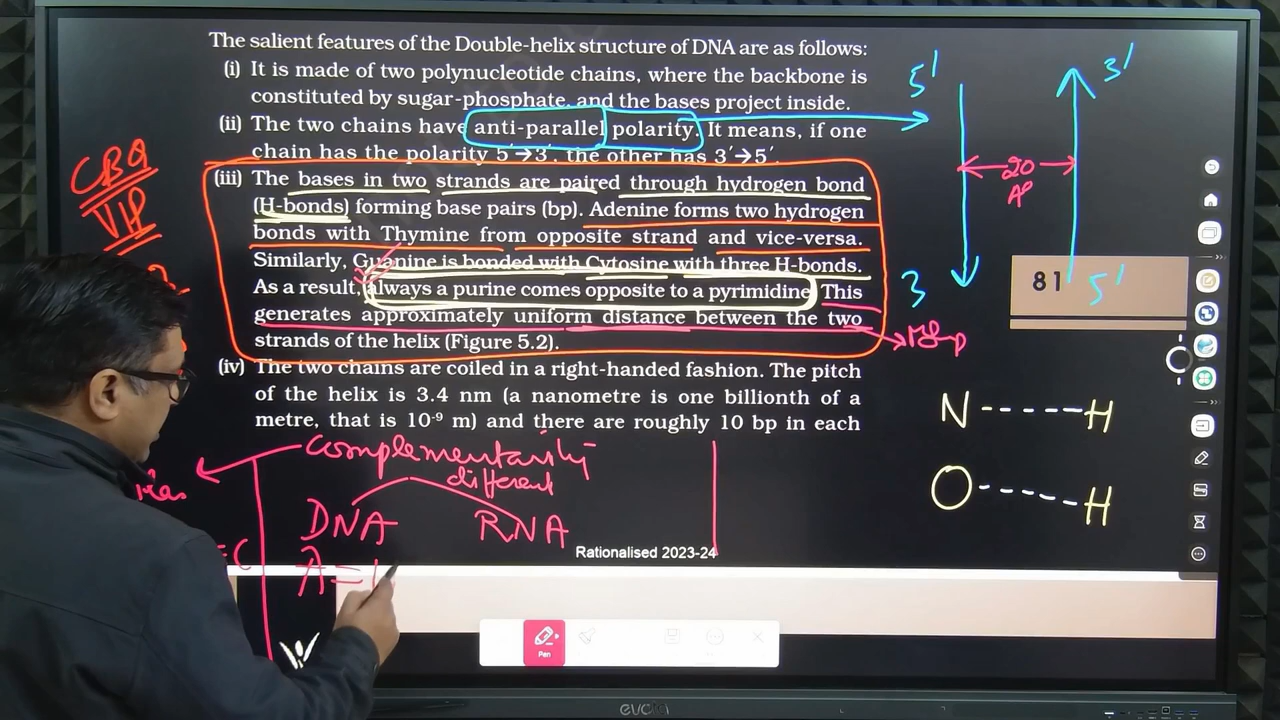 The salient features of the Double-helix structure of DNA are as follows:
(i) It is made of two polynucleotide chains, where the backbone is
constituted by sugar-phosphate, and the bases project inside.
(ii) The two chains have anti-parallel polarity. It means, if one
chain has the polarity 5′→3′, the other has 3′→5′.
(iii) The bases in two strands are paired through hydrogen bond
(H-bonds) forming base pairs (bp). Adenine forms two hydrogen
bonds with Thymine from opposite strand and vice-versa.
Similarly, Guanine is bonded with Cytosine with three H-bonds.
As a result, always a purine comes opposite to a pyrimidine. This
generates approximately uniform distance between the two
strands of the helix (Figure 5.2).
(iv) The two chains are coiled in a right-handed fashion. The pitch
of the helix is 3.4 nm (a nanometre is one billionth of a
metre, that is 10⁻⁹ m) and there are roughly 10 bp in each
CBQ
VIP
complementarity
different
DNA RNA
A =
Rationalised 2023-24
5' 3'
20
A°
3 5'
81
N-----H
O-----H
Pen